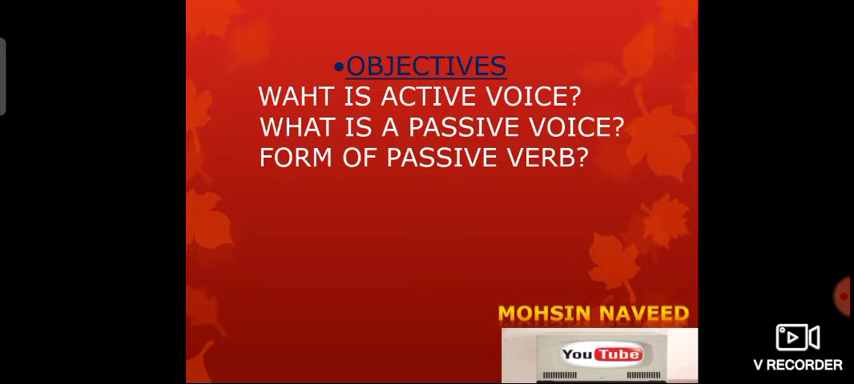 •OBJECTIVES
WAHT IS ACTIVE VOICE?
WHAT IS A PASSIVE VOICE?
FORM OF PASSIVE VERB?
MOHSIN NAVEED
YouTube
V RECORDER